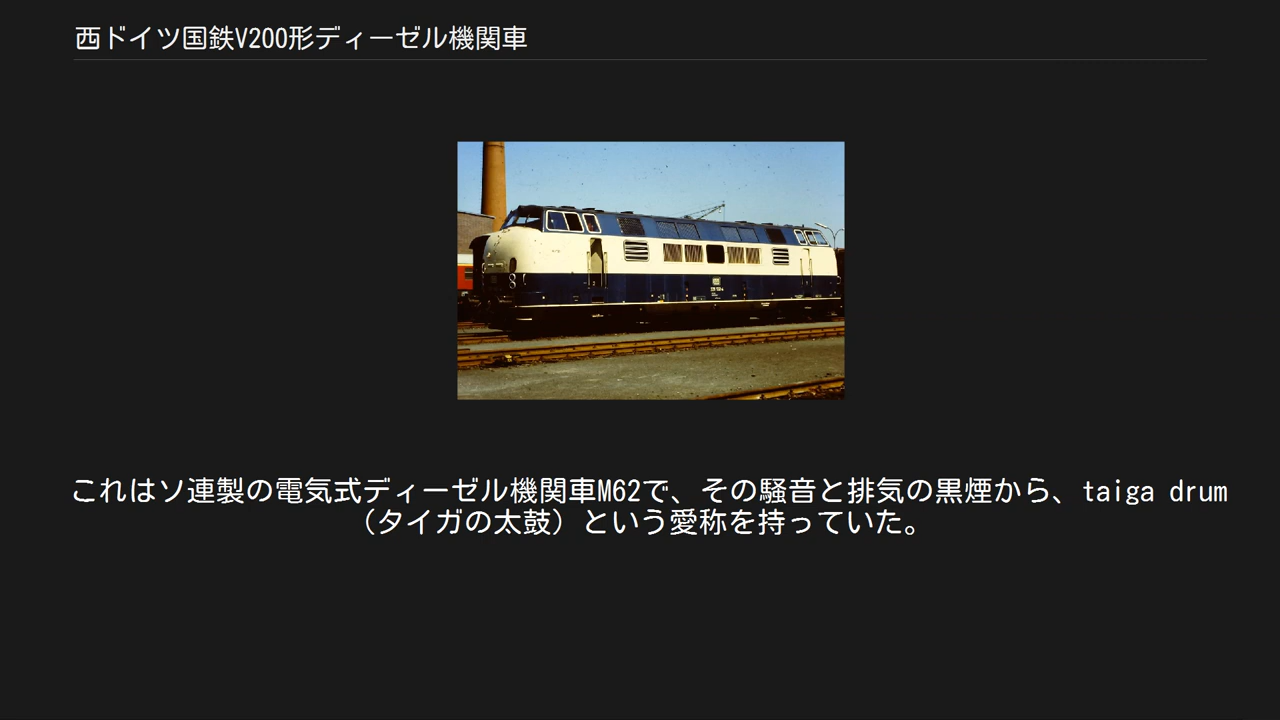 西ドイツ国鉄V200形ディーゼル機関車
これはソ連製の電気式ディーゼル機関車M62で、その騒音と排気の黒煙から、taiga drum
（タイガの太鼓）という愛称を持っていた。